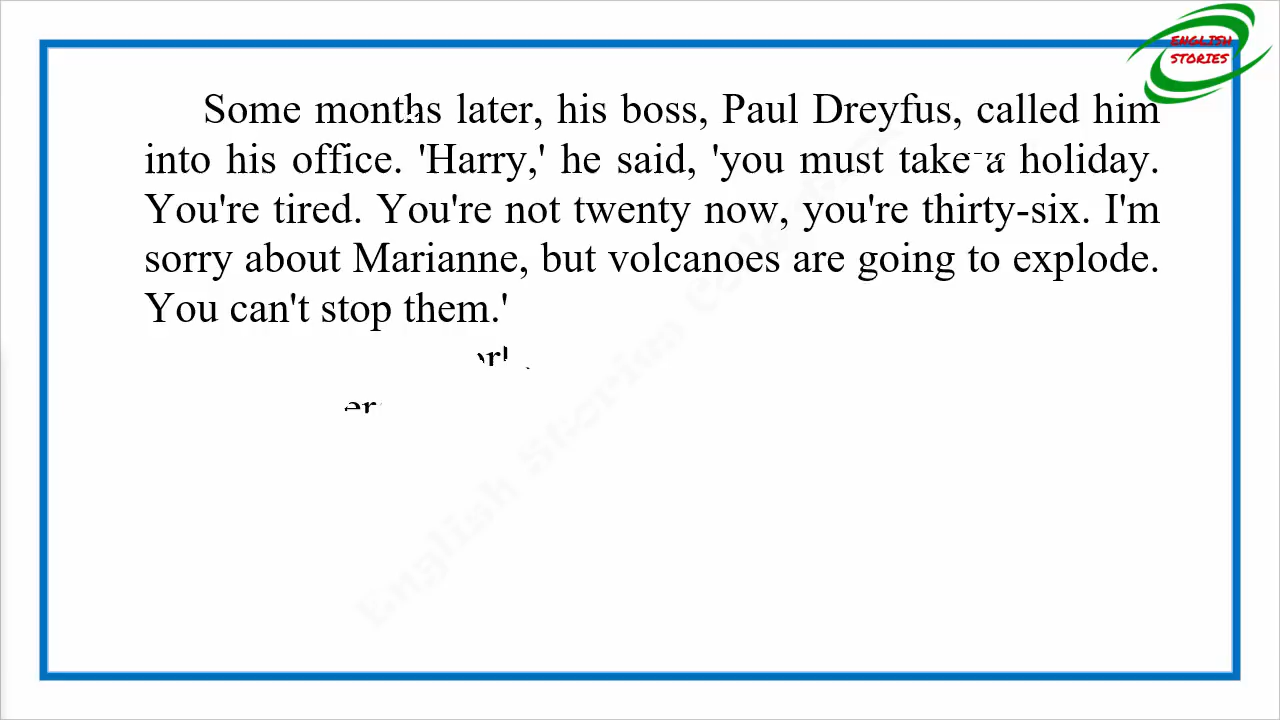 ENGLISH
STORIES
Some months later, his boss, Paul Dreyfus, called him
into his office. 'Harry,' he said, 'you must take a holiday.
You're tired. You're not twenty now, you're thirty-six. I'm
sorry about Marianne, but volcanoes are going to explode.
You can't stop them.'
English Stories